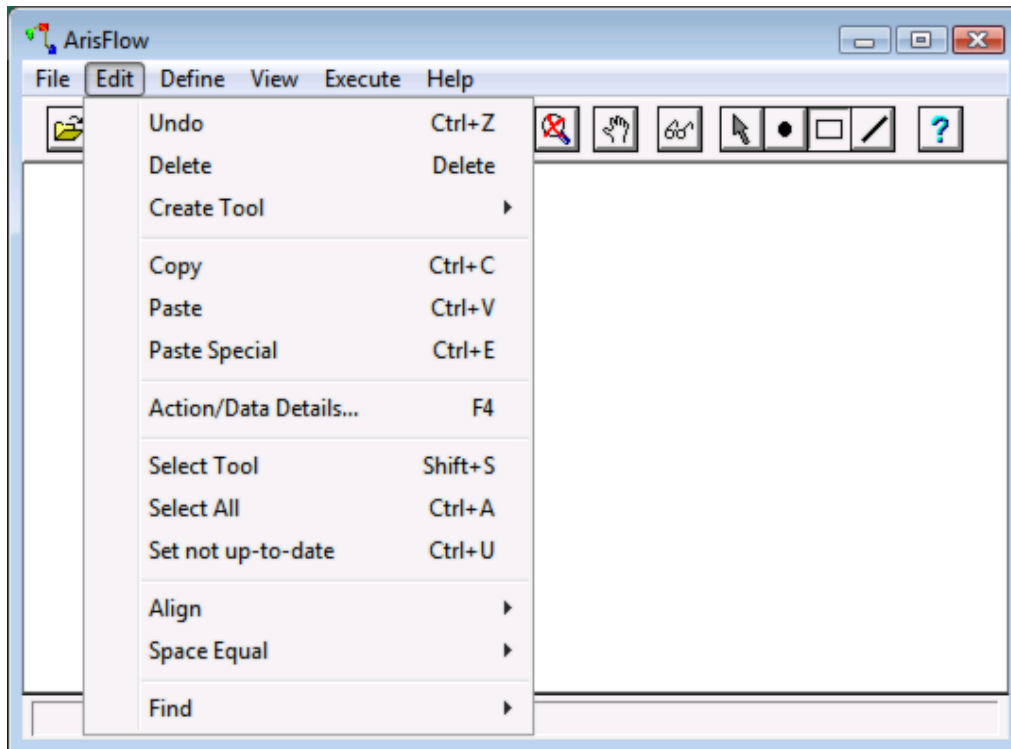 ArisFlow
File Edit Define View Execute Help
?
Undo Ctrl+Z
Delete Delete
Create Tool
Copy Ctrl+C
Paste Ctrl+V
Paste Special Ctrl+E
Action/Data Details... F4
Select Tool Shift+S
Select All Ctrl+A
Set not up-to-date Ctrl+U
Align
Space Equal
Find